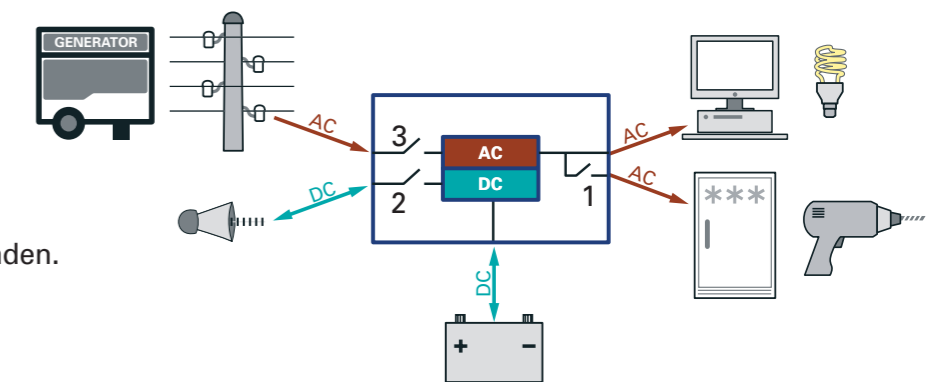 GENERATOR
AC
3
AC
DC
2
DC
1
AC
AC
***
nden.
DC
+ −